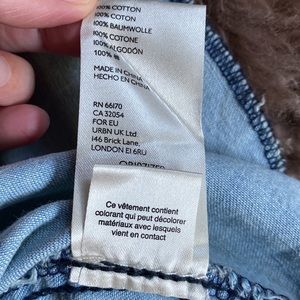 100% COTTON
100% COTON
100% BAUMWOLLE
100% COTONE
100% ALGODÓN
100% 棉
MADE IN CHINA
HECHO EN CHINA
RN 66170
CA 32054
FOR EU
URBN UK Ltd
146 Brick Lane,
LONDON E1 6RU
Ce vêtement contient
colorant qui peut décolorer
matériaux avec lesquels
vient en contact